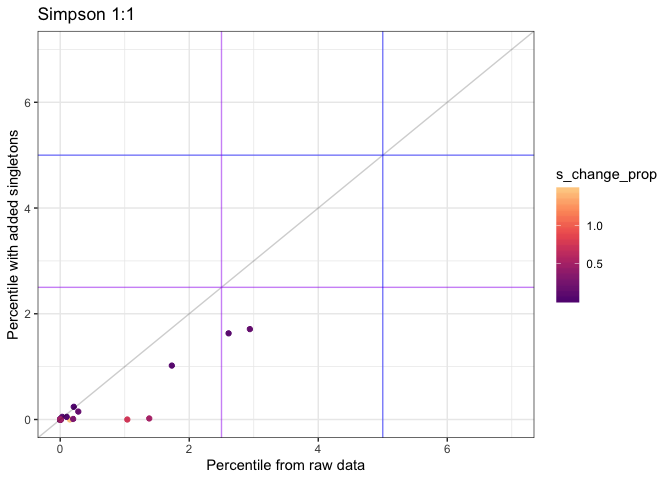 Simpson 1:1
Percentile with added singletons
6
4
2
0
0
2
4
6
Percentile from raw data
s_change_prop
1.0
0.5